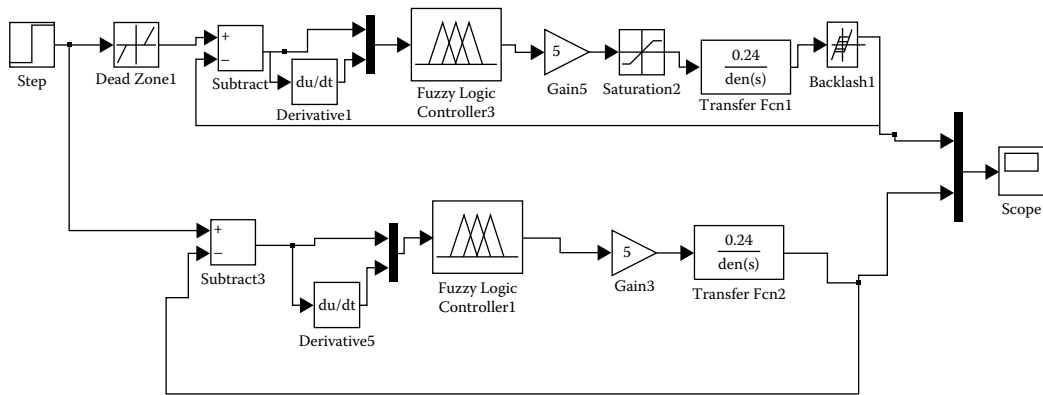 Step
Dead Zone1
+
−
Subtract
du/dt
Derivative1
Fuzzy Logic
Controller3
5
Gain5
Saturation2
0.24
den(s)
Transfer Fcn1
Backlash1
Scope
+
−
Subtract3
du/dt
Derivative5
Fuzzy Logic
Controller1
5
Gain3
0.24
den(s)
Transfer Fcn2